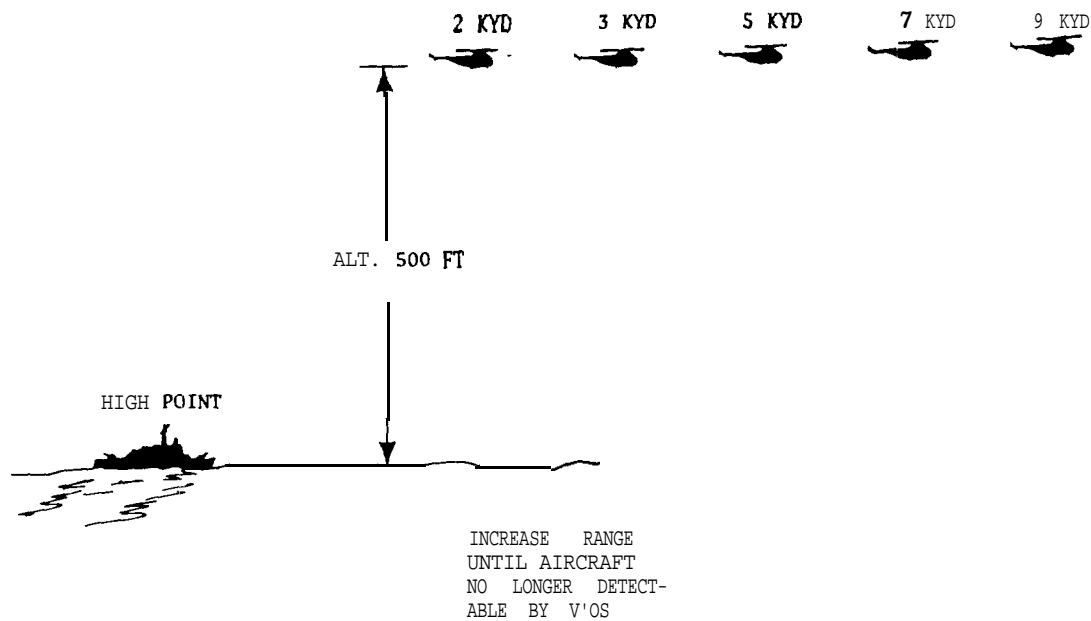 2 KYD 3 KYD 5 KYD 7 KYD 9 KYD
ALT. 500 FT
HIGH POINT
INCREASE RANGE
UNTIL AIRCRAFT
NO LONGER DETECT-
ABLE BY V'OS